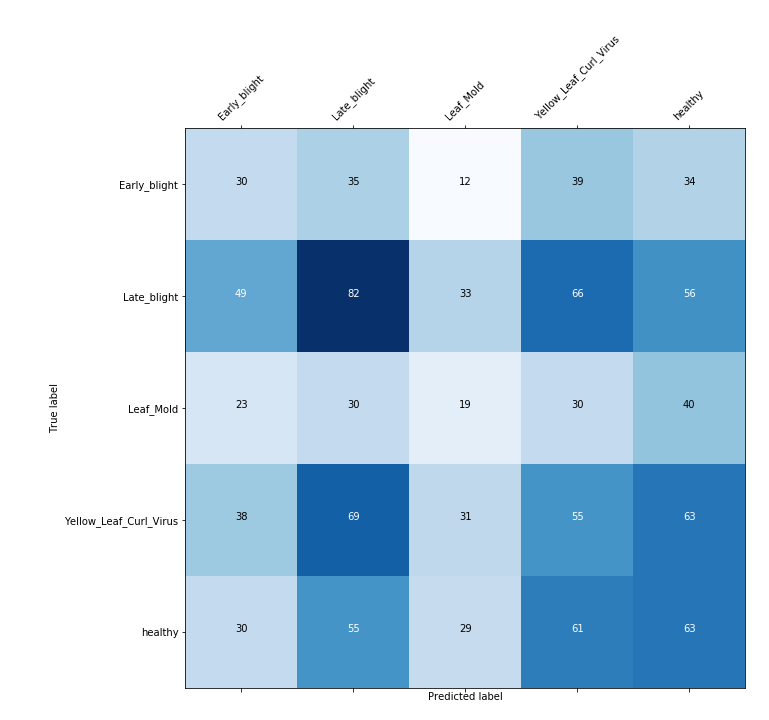 Early_blight
Late_blight
Leaf_Mold
Yellow_Leaf_Curl_Virus
healthy
Early_blight 30 35 12 39 34
Late_blight 49 82 33 66 56
Leaf_Mold 23 30 19 30 40
Yellow_Leaf_Curl_Virus 38 69 31 55 63
healthy 30 55 29 61 63
True label
Predicted label